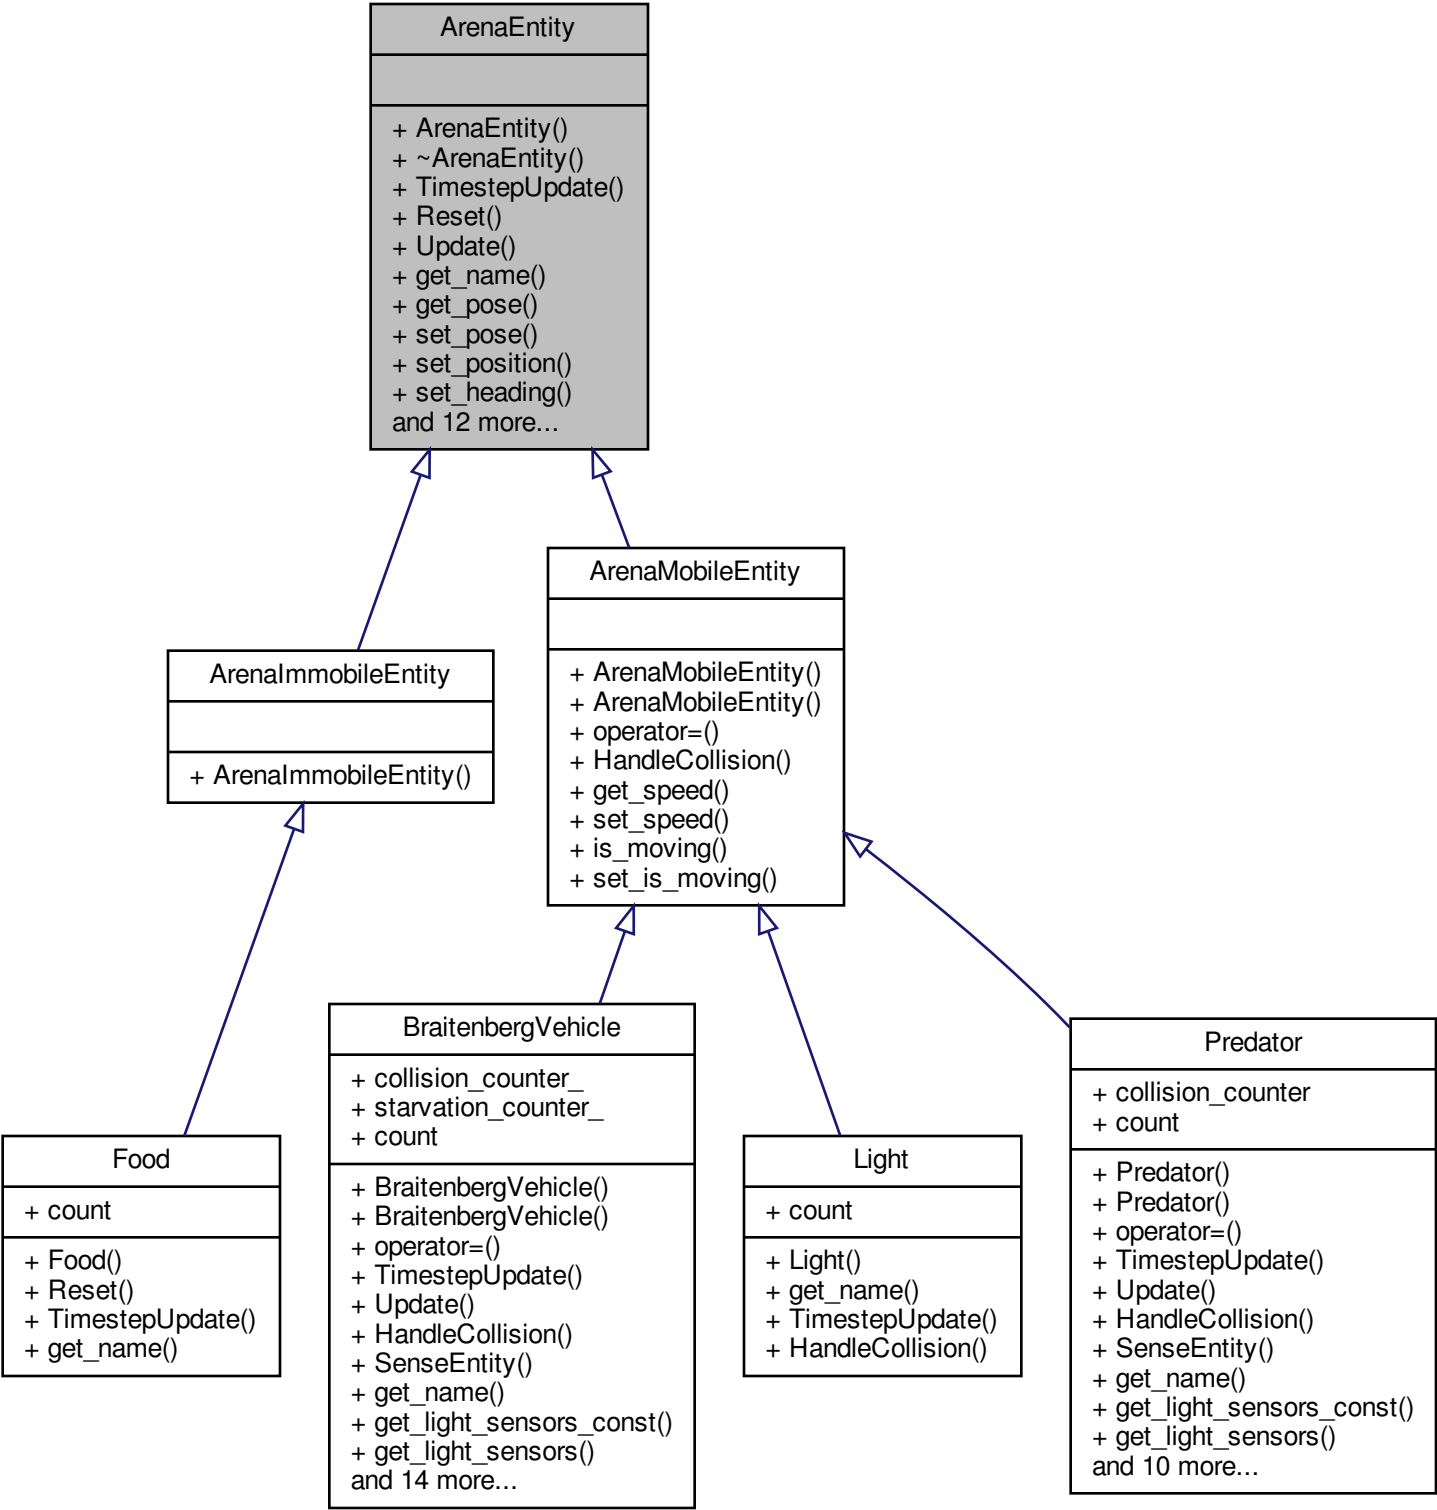 ArenaEntity
+ ArenaEntity()
+ ~ArenaEntity()
+ TimestepUpdate()
+ Reset()
+ Update()
+ get_name()
+ get_pose()
+ set_pose()
+ set_position()
+ set_heading()
and 12 more...
ArenaImmobileEntity
+ ArenaImmobileEntity()
ArenaMobileEntity
+ ArenaMobileEntity()
+ ArenaMobileEntity()
+ operator=()
+ HandleCollision()
+ get_speed()
+ set_speed()
+ is_moving()
+ set_is_moving()
Food
+ count
+ Food()
+ Reset()
+ TimestepUpdate()
+ get_name()
BraitenbergVehicle
+ collision_counter_
+ starvation_counter_
+ count
+ BraitenbergVehicle()
+ BraitenbergVehicle()
+ operator=()
+ TimestepUpdate()
+ Update()
+ HandleCollision()
+ SenseEntity()
+ get_name()
+ get_light_sensors_const()
+ get_light_sensors()
and 14 more...
Light
+ count
+ Light()
+ get_name()
+ TimestepUpdate()
+ HandleCollision()
Predator
+ collision_counter
+ count
+ Predator()
+ Predator()
+ operator=()
+ TimestepUpdate()
+ Update()
+ HandleCollision()
+ SenseEntity()
+ get_name()
+ get_light_sensors_const()
+ get_light_sensors()
and 10 more...